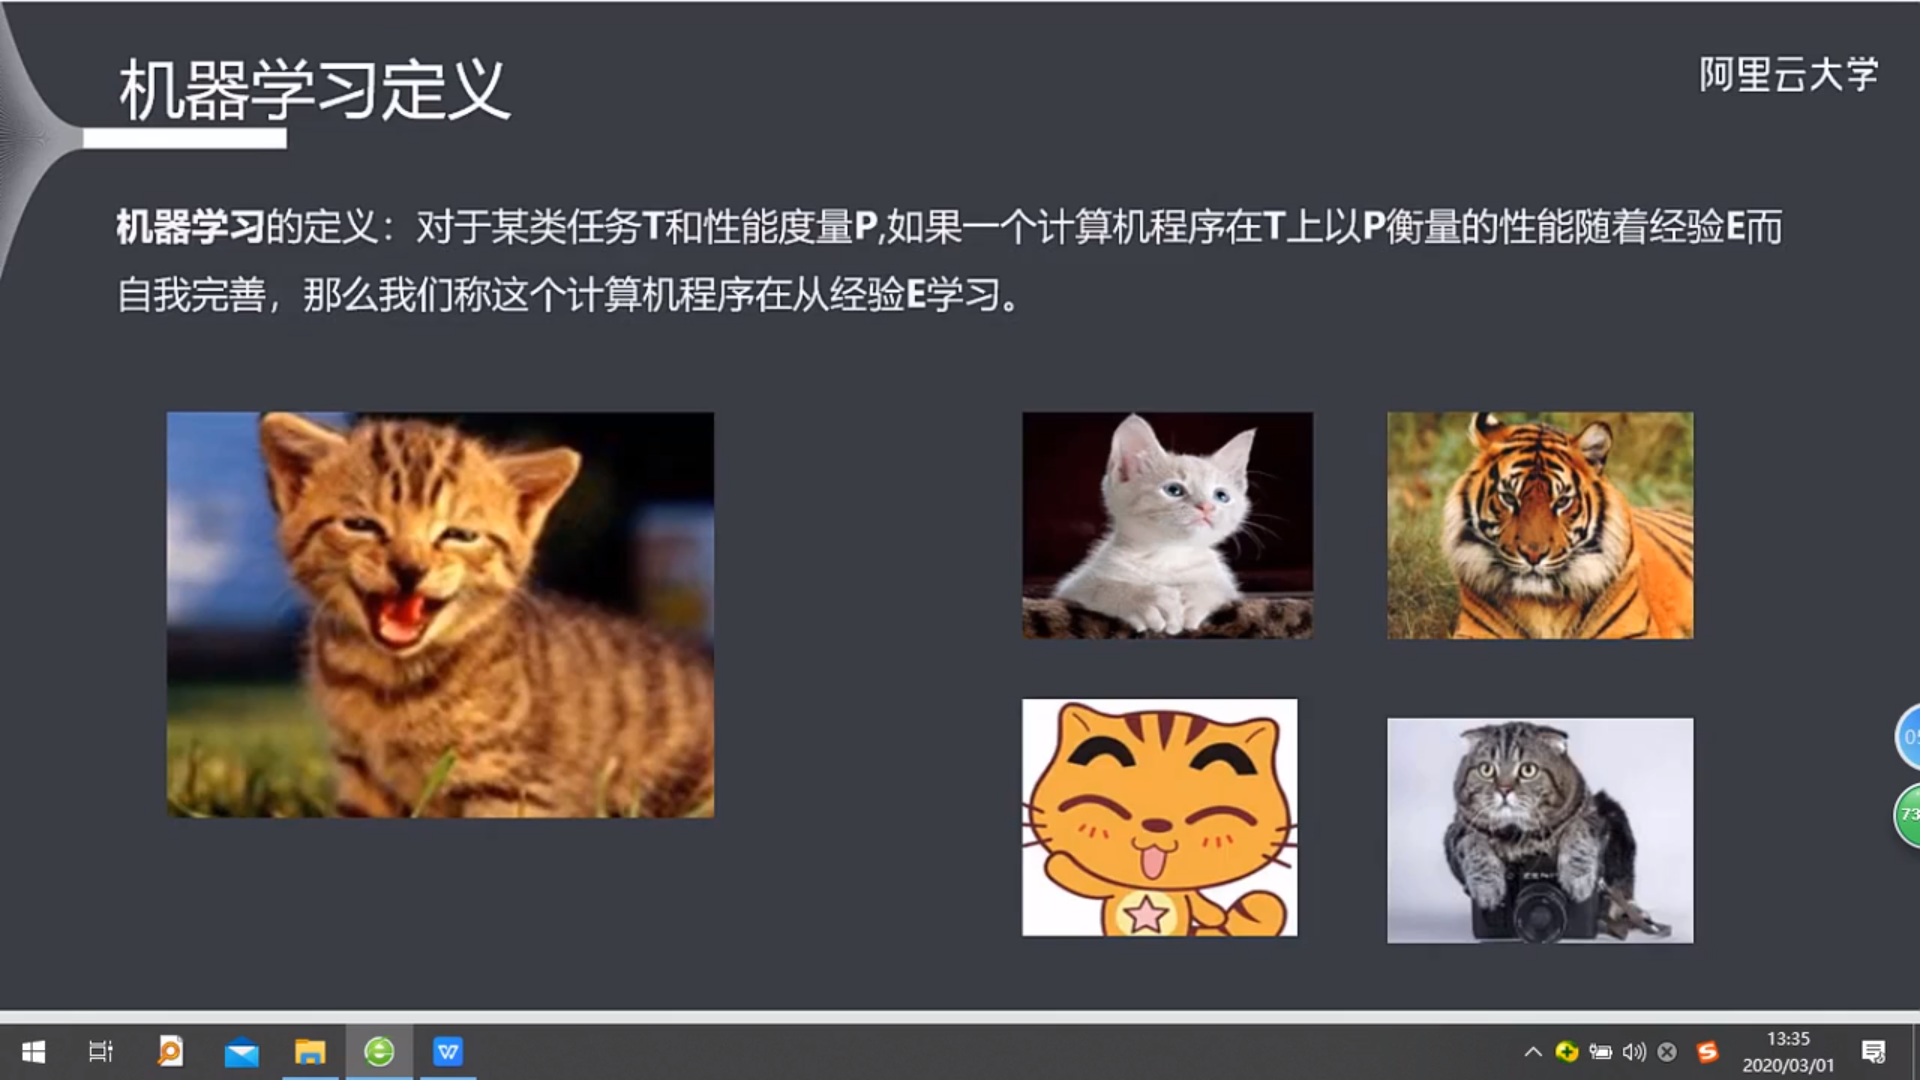 机器学习定义
阿里云大学
机器学习的定义：对于某类任务T和性能度量P,如果一个计算机程序在T上以P衡量的性能随着经验E而
自我完善，那么我们称这个计算机程序在从经验E学习。
ZENIT
05
73
13:35
2020/03/01